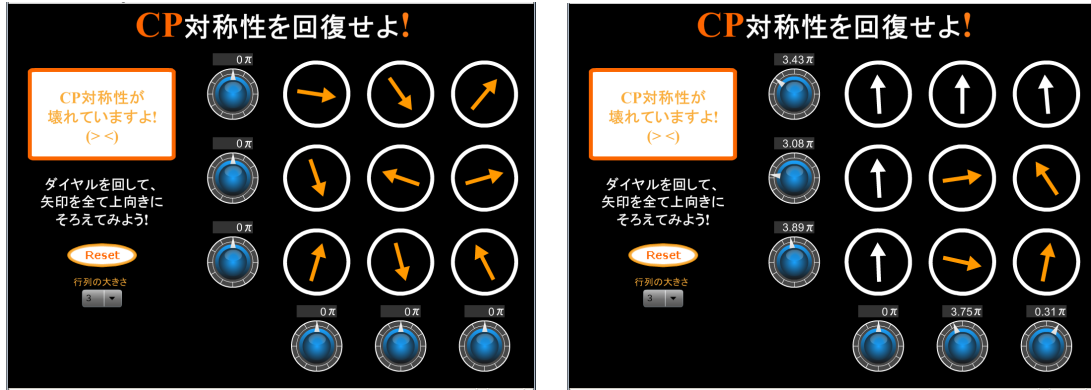 CP対称性を回復せよ!
CP対称性が
壊れていますよ!
(> <)
ダイヤルを回して、
矢印を全て上向きに
そろえてみよう!
Reset
行列の大きさ
3
0π
0π
0π
0π
0π
0π
CP対称性を回復せよ!
CP対称性が
壊れていますよ!
(> <)
ダイヤルを回して、
矢印を全て上向きに
そろえてみよう!
Reset
行列の大きさ
3
3.43π
3.08π
3.89π
0π
3.75π
0.31π